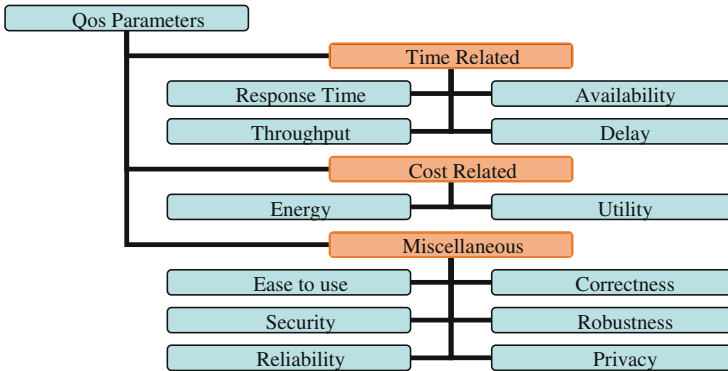 Qos Parameters
Time Related
Response Time
Availability
Throughput
Delay
Cost Related
Energy
Utility
Miscellaneous
Ease to use
Correctness
Security
Robustness
Reliability
Privacy